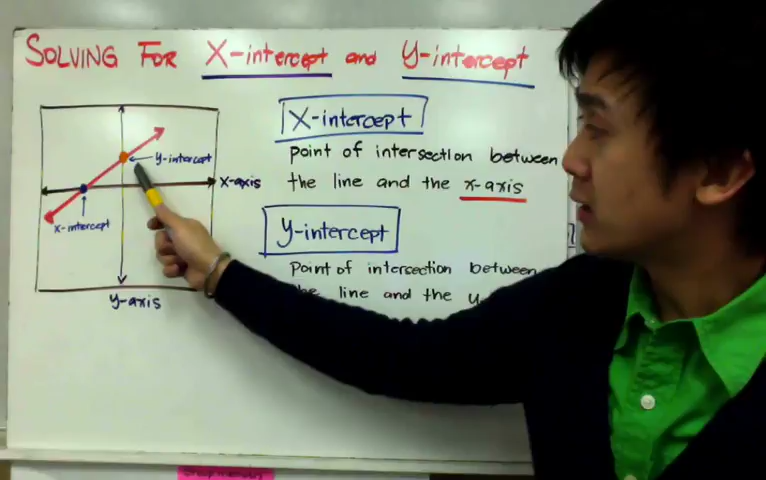 SOLVING FOR X-intercept and Y-intercept
y-intercept
X-axis
x-intercept
y-axis
X-intercept
point of intersection between
the line and the x-axis
Y-intercept
Point of intersection between
the line and the y